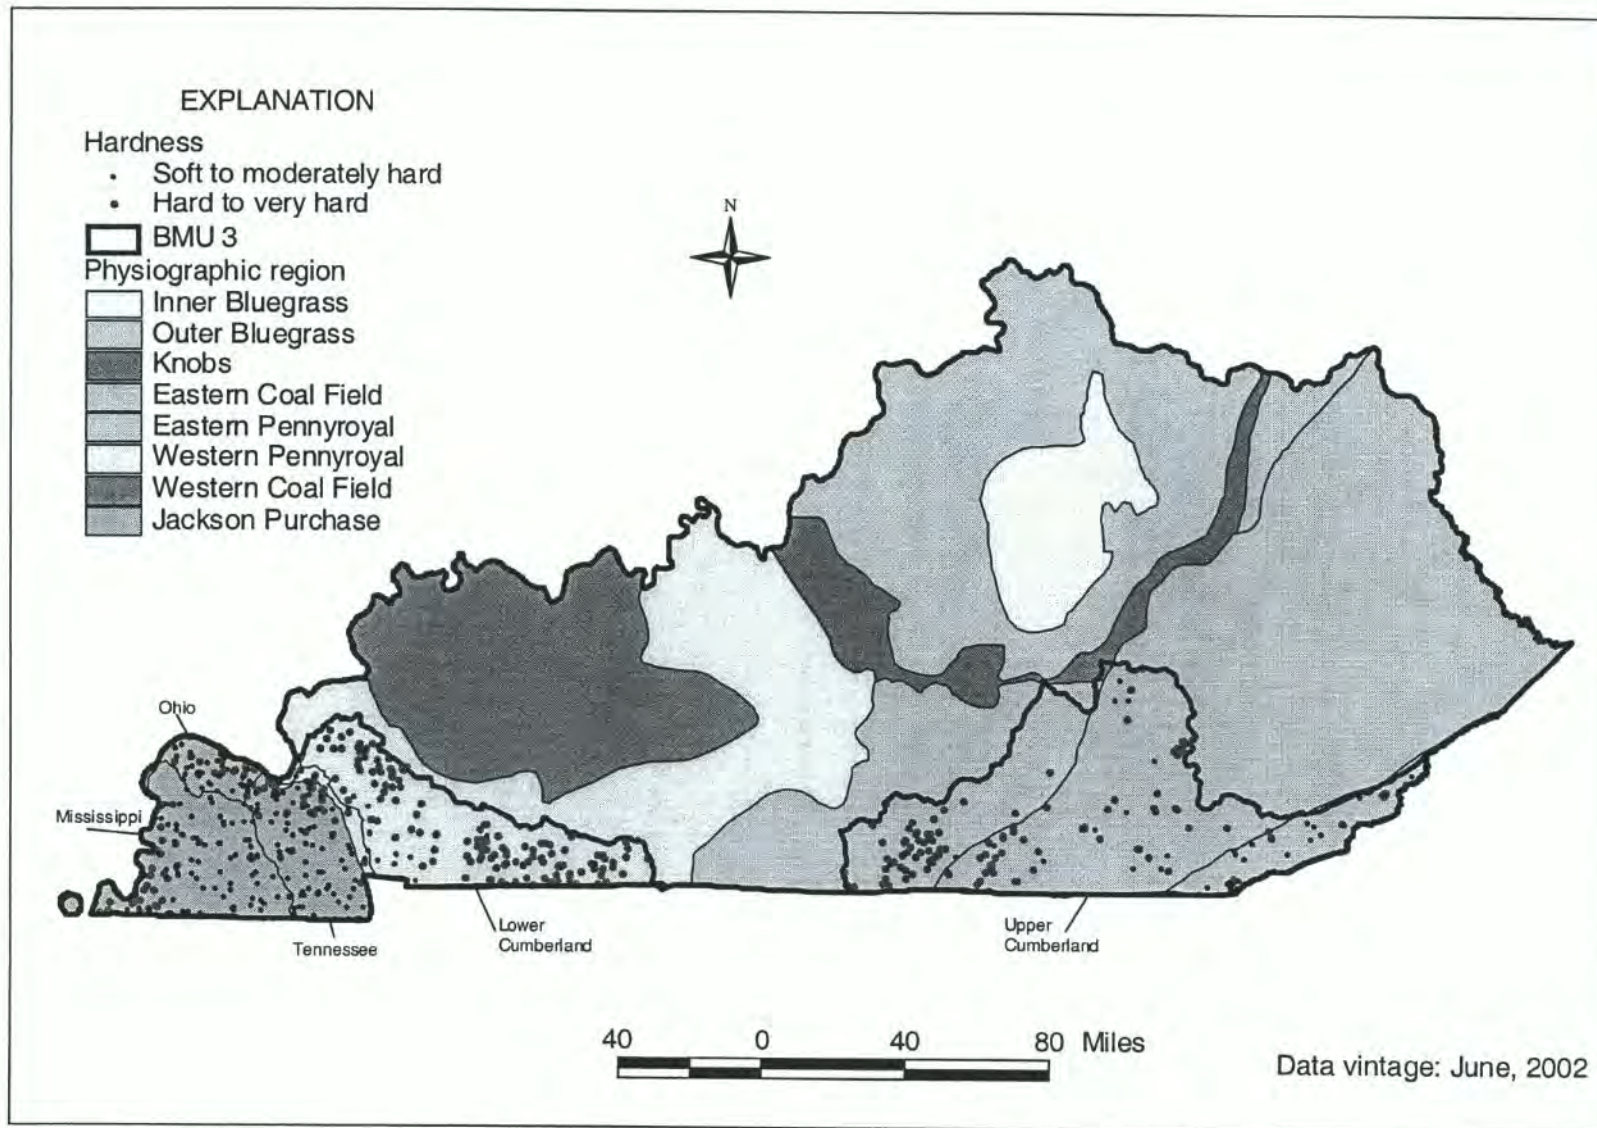 EXPLANATION
Hardness
Soft to moderately hard
Hard to very hard
BMU 3
Physiographic region
Inner Bluegrass
Outer Bluegrass
Knobs
Eastern Coal Field
Eastern Pennyroyal
Western Pennyroyal
Western Coal Field
Jackson Purchase
N
Ohio
Mississippi
Tennessee
Lower
Cumberland
Upper
Cumberland
40 0 40 80 Miles
Data vintage: June, 2002